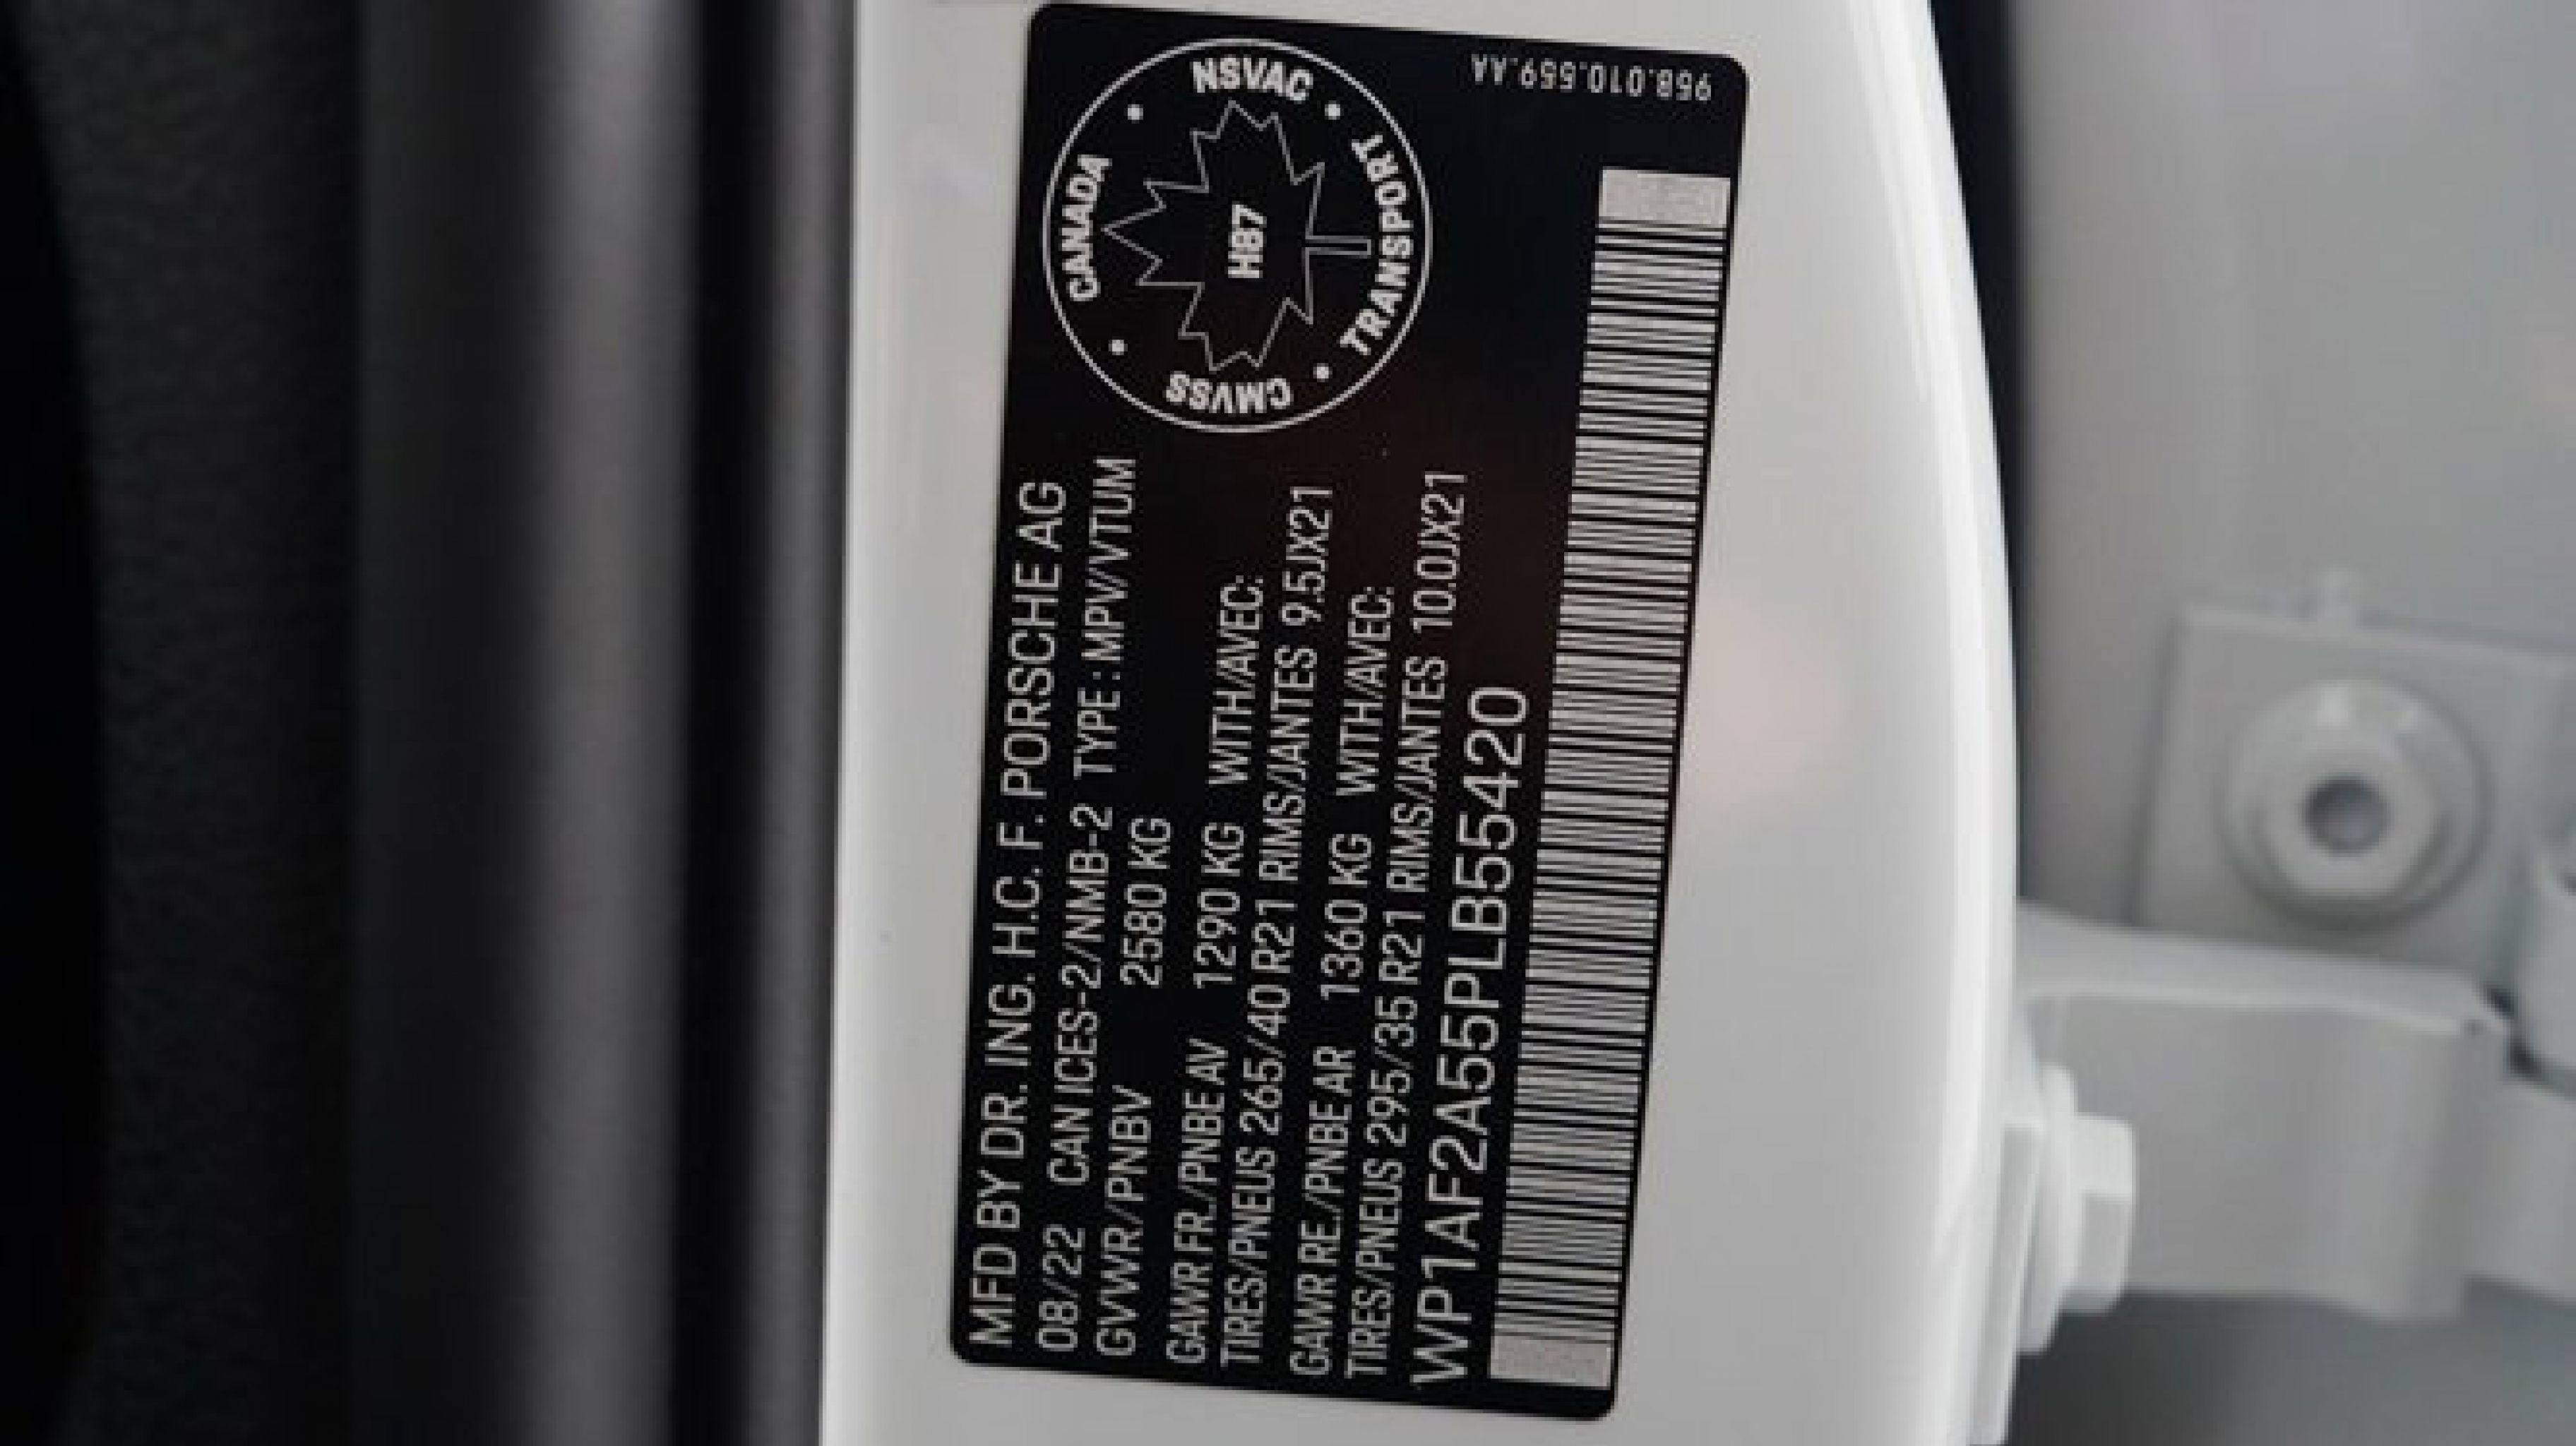 MFD BY DR. ING. H.C. F. PORSCHE AG
08/22 CAN ICES-2/NMB-2 TYPE : MPV/VTUM
GVWR/PNBV 2580 KG
GAWR FR./PNBE AV 1290 KG WITH/AVEC:
TIRES/PNEUS 265/40 R21 RIMS/JANTES 9.5JX21
GAWR RE./PNBE AR 1360 KG WITH/AVEC:
TIRES/PNEUS 295/35 R21 RIMS/JANTES 10.0JX21
WP1AF2A55PLB55420
CANADA
NSVAC
TRANSPORT
CMVSS
H87
958.010.559.AA